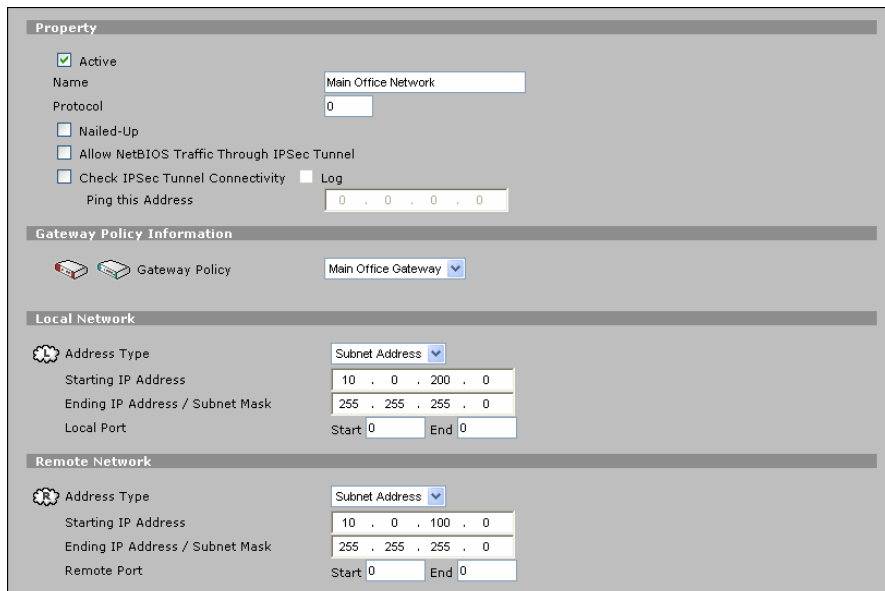 Property
Active
Name Main Office Network
Protocol 0
Nailed-Up
Allow NetBIOS Traffic Through IPSec Tunnel
Check IPSec Tunnel Connectivity Log
Ping this Address 0 . 0 . 0 . 0
Gateway Policy Information
Gateway Policy Main Office Gateway
Local Network
L Address Type Subnet Address
Starting IP Address 10 . 0 . 200 . 0
Ending IP Address / Subnet Mask 255 . 255 . 255 . 0
Local Port Start 0 End 0
Remote Network
R Address Type Subnet Address
Starting IP Address 10 . 0 . 100 . 0
Ending IP Address / Subnet Mask 255 . 255 . 255 . 0
Remote Port Start 0 End 0